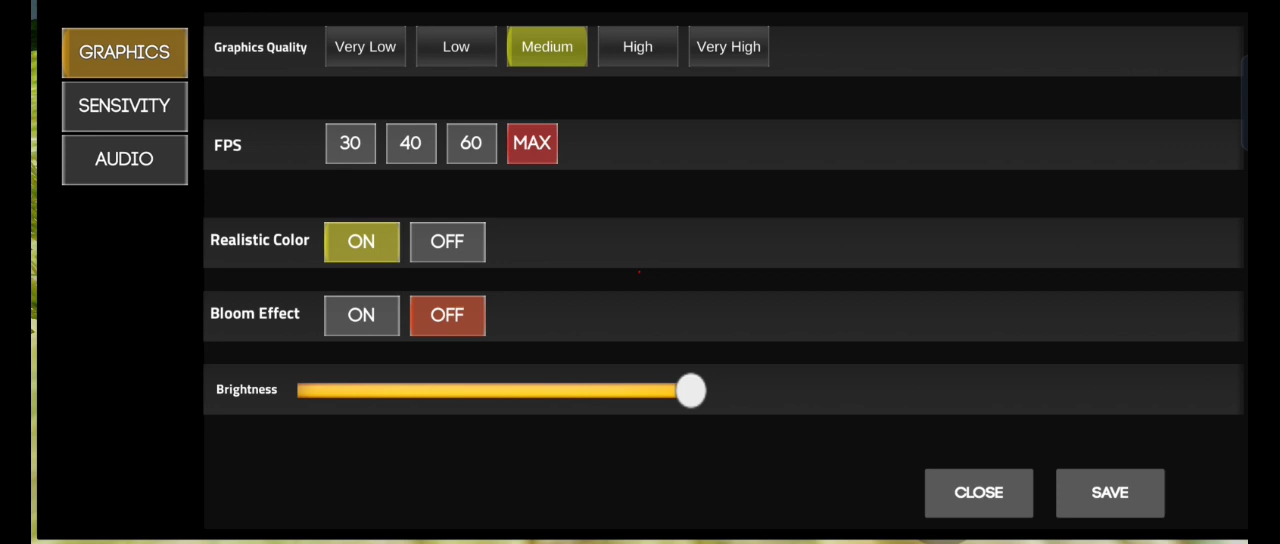 GRAPHICS
SENSIVITY
AUDIO
Graphics Quality Very Low Low Medium High Very High
FPS 30 40 60 MAX
Realistic Color ON OFF
Bloom Effect ON OFF
Brightness
CLOSE SAVE